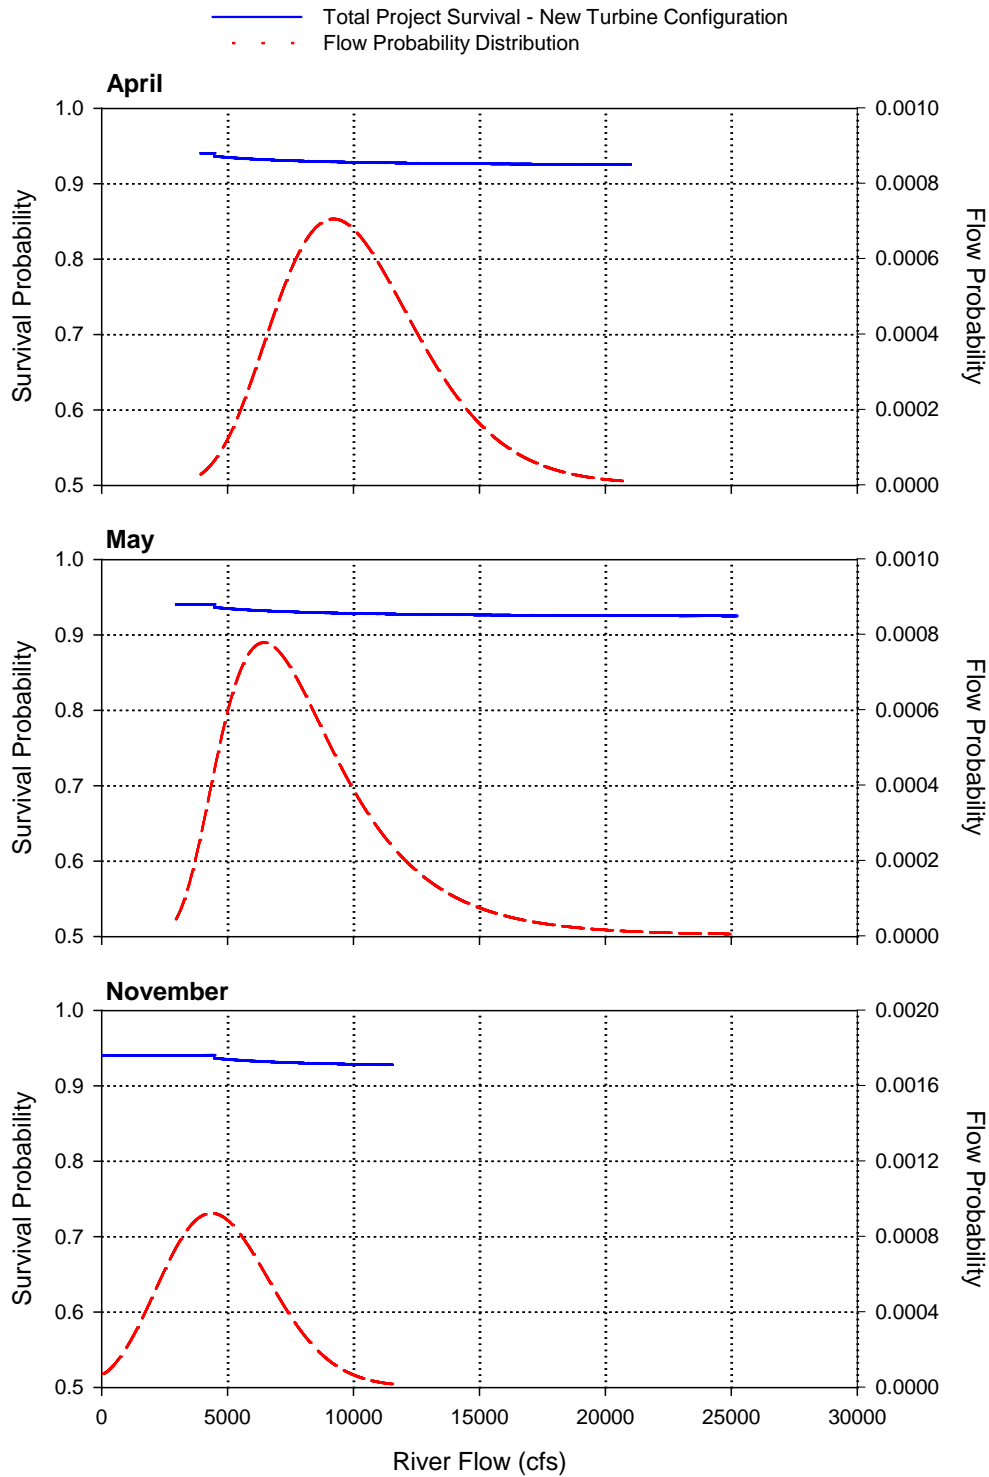 Total Project Survival - New Turbine Configuration
Flow Probability Distribution
April
1.0
0.9
0.8
0.7
0.6
0.5
Survival Probability
0.0010
0.0008
0.0006
0.0004
0.0002
0.0000
Flow Probability
May
1.0
0.9
0.8
0.7
0.6
0.5
Survival Probability
0.0010
0.0008
0.0006
0.0004
0.0002
0.0000
Flow Probability
November
1.0
0.9
0.8
0.7
0.6
0.5
Survival Probability
0.0020
0.0016
0.0012
0.0008
0.0004
0.0000
Flow Probability
0 5000 10000 15000 20000 25000 30000
River Flow (cfs)